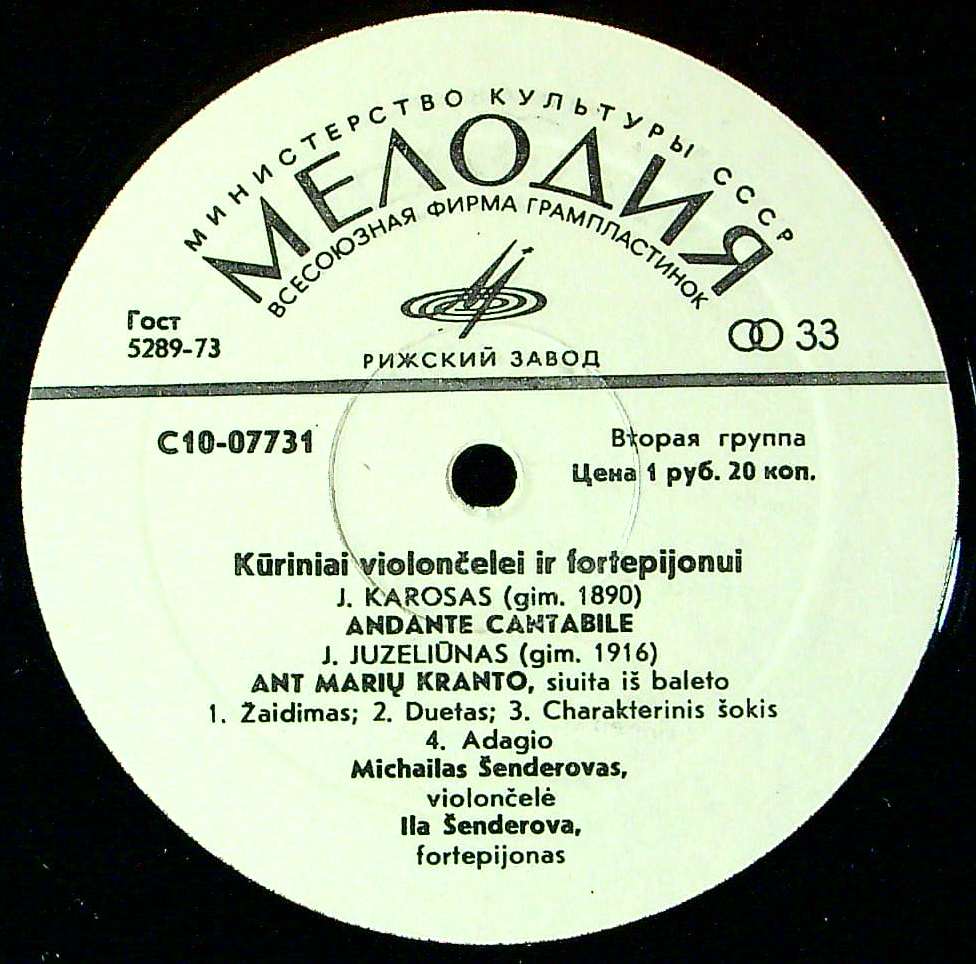 МИНИСТЕРСТВО КУЛЬТУРЫ СССР
МЕЛОДИЯ
ВСЕСОЮЗНАЯ ФИРМА ГРАМПЛАСТИНОК
Гост
5289-73
33
РИЖСКИЙ ЗАВОД
С10-07731
Вторая группа
Цена 1 руб. 20 коп.
Kūriniai violončelei ir fortepijonui
J. KAROSAS (gim. 1890)
ANDANTE CANTABILE
J. JUZELIŪNAS (gim. 1916)
ANT MARIŲ KRANTO, siuita iš baleto
1. Žaidimas; 2. Duetas; 3. Charakterinis šokis
4. Adagio
Michailas Šenderovas,
violončelė
Ila Šenderova,
fortepijonas